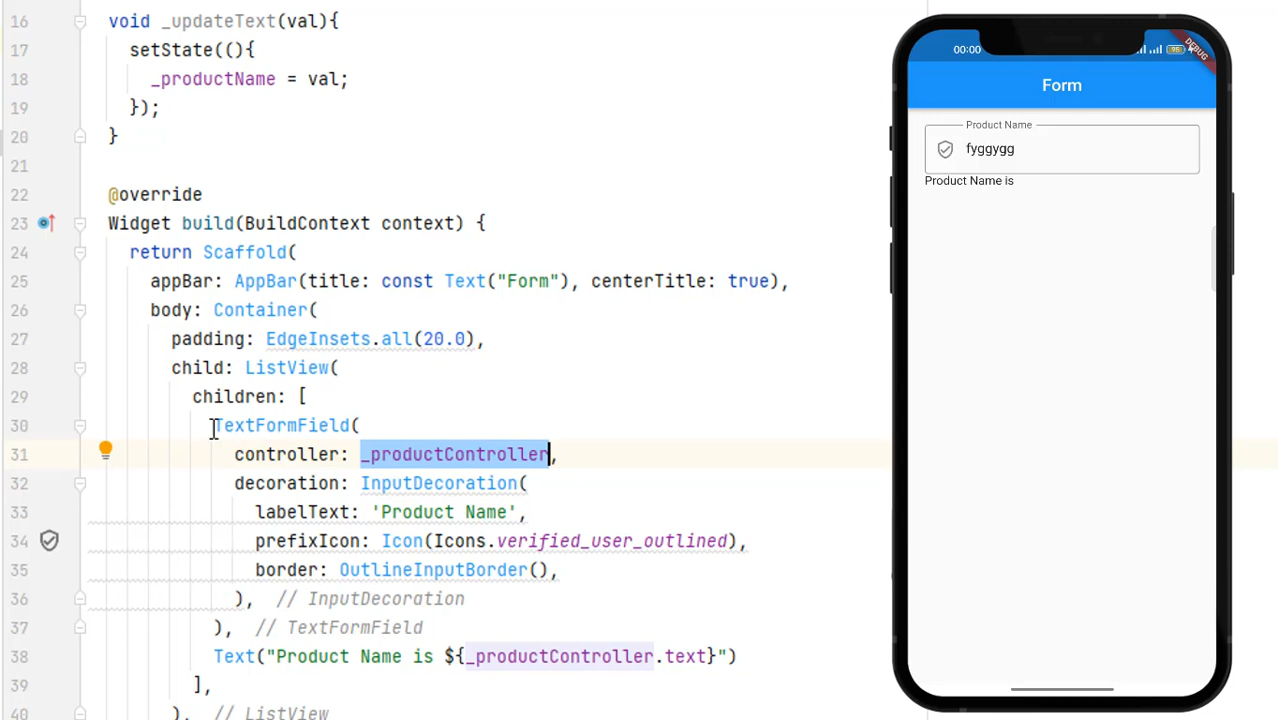 16 void _updateText(val){
17 setState((){
18 _productName = val;
19 });
20 }
21
22 @override
23 Widget build(BuildContext context) {
24 return Scaffold(
25 appBar: AppBar(title: const Text("Form"), centerTitle: true),
26 body: Container(
27 padding: EdgeInsets.all(20.0),
28 child: ListView(
29 children: [
30 TextFormField(
31 controller: _productController,
32 decoration: InputDecoration(
33 labelText: 'Product Name',
34 prefixIcon: Icon(Icons.verified_user_outlined),
35 border: OutlineInputBorder(),
36 ), // InputDecoration
37 ), // TextFormField
38 Text("Product Name is ${_productController.text}")
39 ],
40 ), // ListView
00:00
95
DEBUG
Form
Product Name
fyggygg
Product Name is